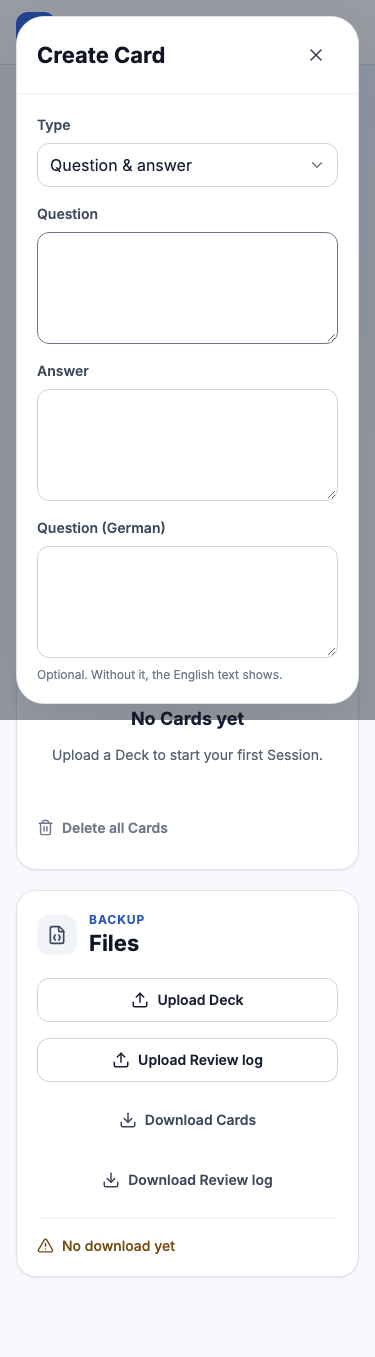 Create Card
Type
Question & answer
Question
Answer
Question (German)
Optional. Without it, the English text shows.
No Cards yet
Upload a Deck to start your first Session.
Delete all Cards
BACKUP
Files
Upload Deck
Upload Review log
Download Cards
Download Review log
No download yet